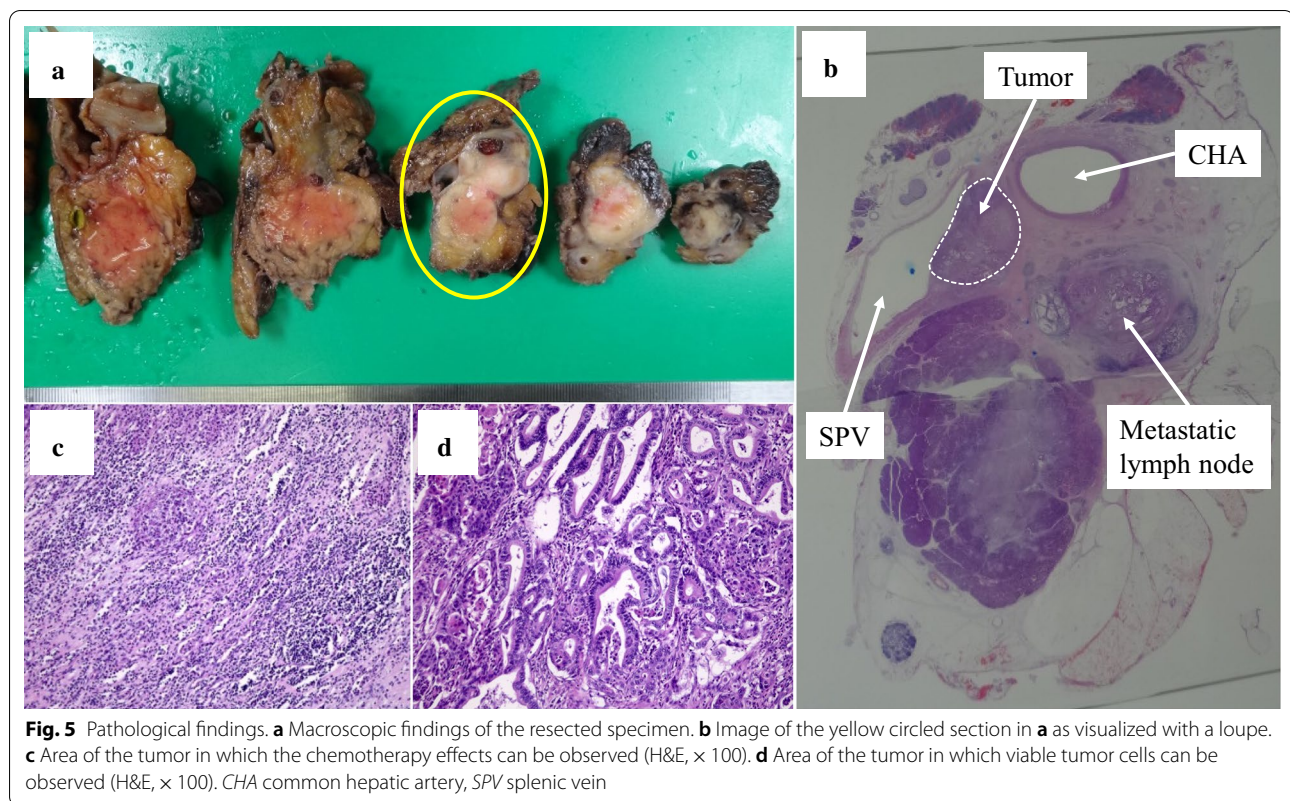 a
b
Tumor
CHA
SPV
Metastatic
lymph node
c
d
Fig. 5 Pathological findings. a Macroscopic findings of the resected specimen. b Image of the yellow circled section in a as visualized with a loupe.
c Area of the tumor in which the chemotherapy effects can be observed (H&E, × 100). d Area of the tumor in which viable tumor cells can be
observed (H&E, × 100). CHA common hepatic artery, SPV splenic vein